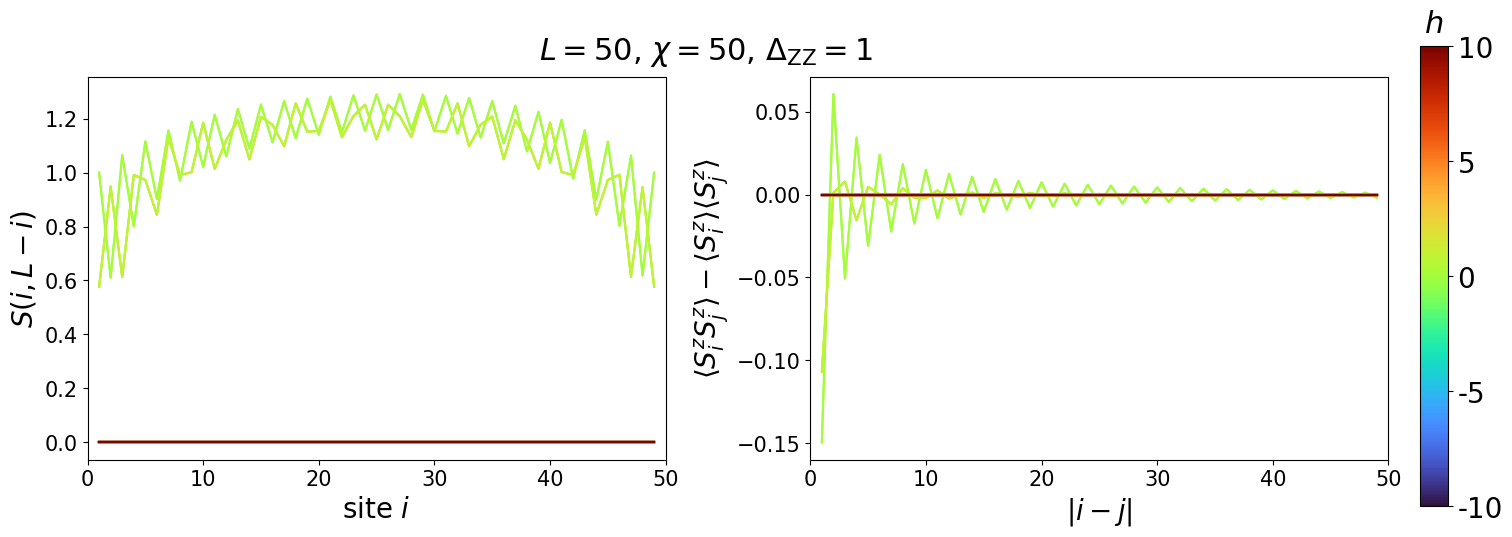 L = 50, χ = 50, Δ_ZZ = 1
S(i, L − i)
1.2
1.0
0.8
0.6
0.4
0.2
0.0
0 10 20 30 40 50
site i
⟨S_i^z S_j^z⟩ − ⟨S_i^z⟩⟨S_j^z⟩
0.05
0.00
−0.05
−0.10
−0.15
0 10 20 30 40 50
|i − j|
h
10
5
0
-5
-10